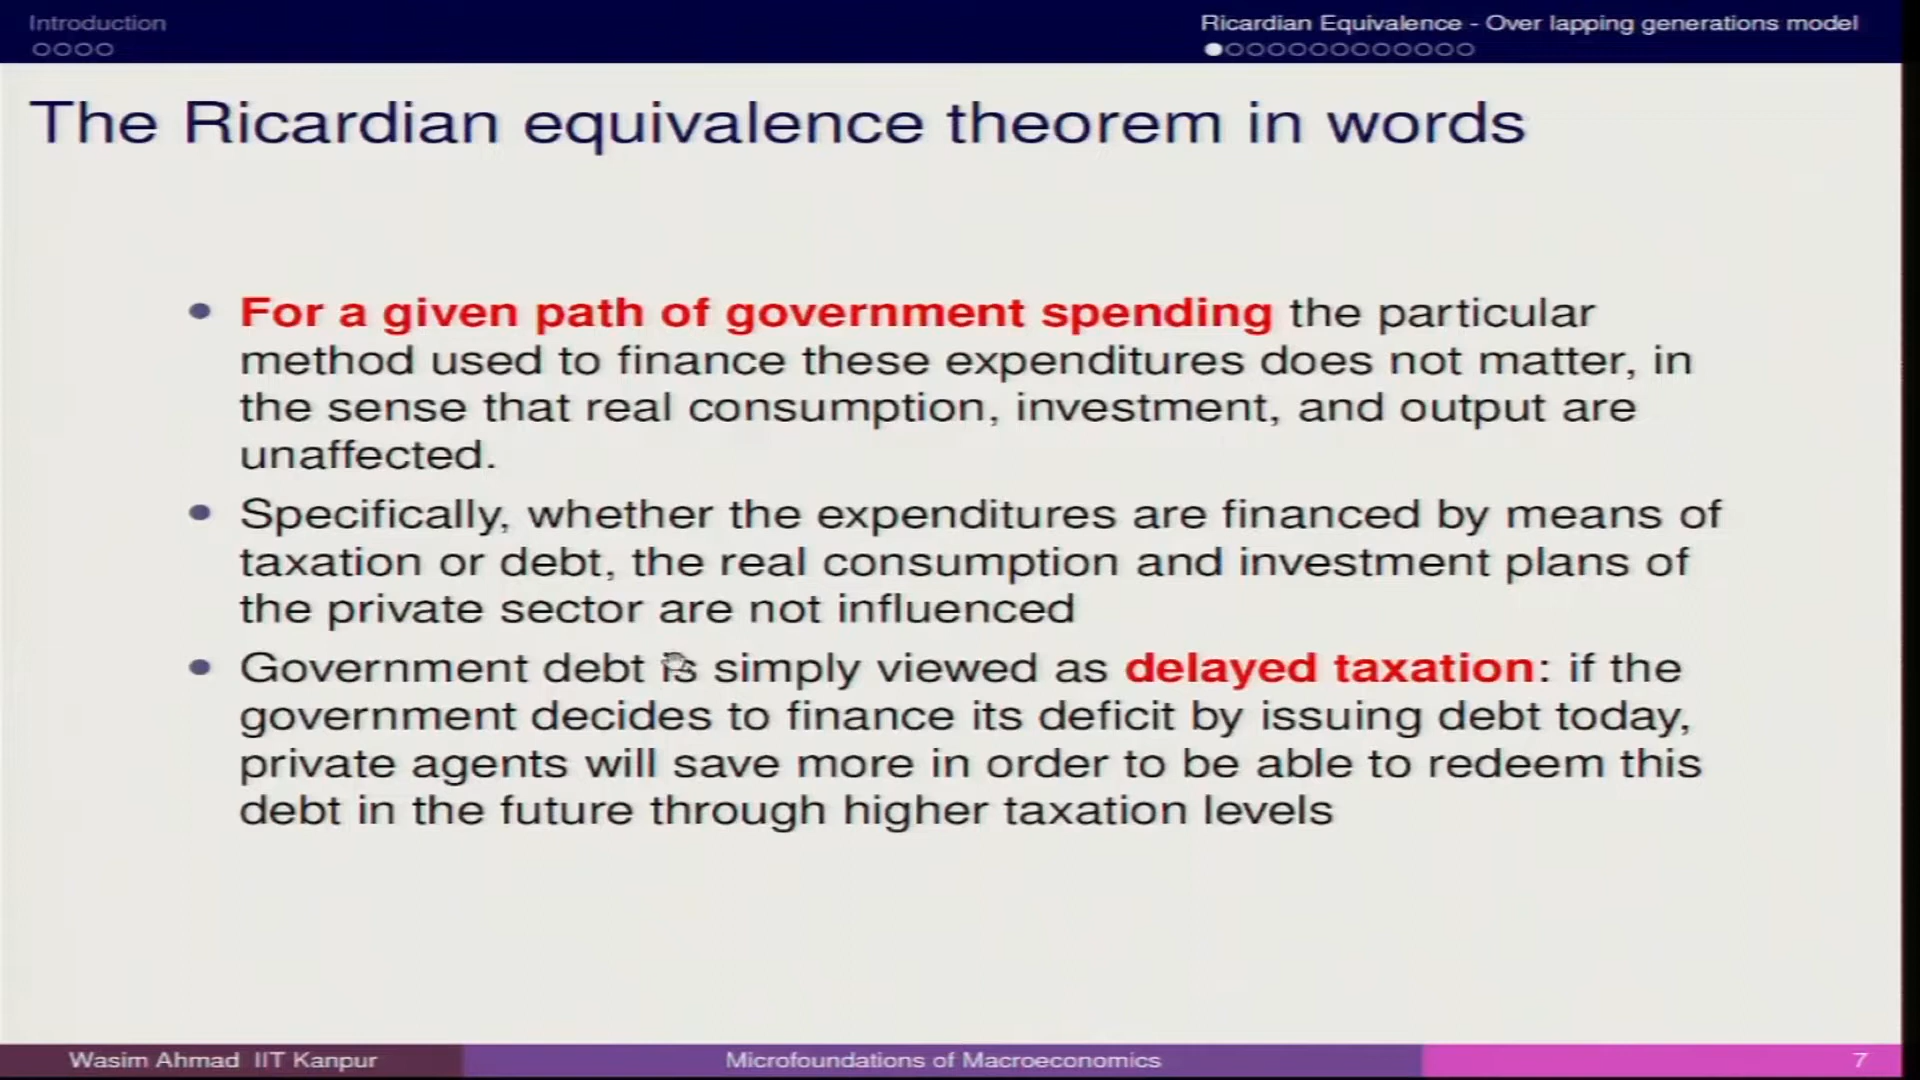 Introduction
Ricardian Equivalence - Over lapping generations model
The Ricardian equivalence theorem in words
For a given path of government spending the particular
method used to finance these expenditures does not matter, in
the sense that real consumption, investment, and output are
unaffected.
Specifically, whether the expenditures are financed by means of
taxation or debt, the real consumption and investment plans of
the private sector are not influenced
Government debt is simply viewed as delayed taxation: if the
government decides to finance its deficit by issuing debt today,
private agents will save more in order to be able to redeem this
debt in the future through higher taxation levels
Wasim Ahmad IIT Kanpur
Microfoundations of Macroeconomics
7